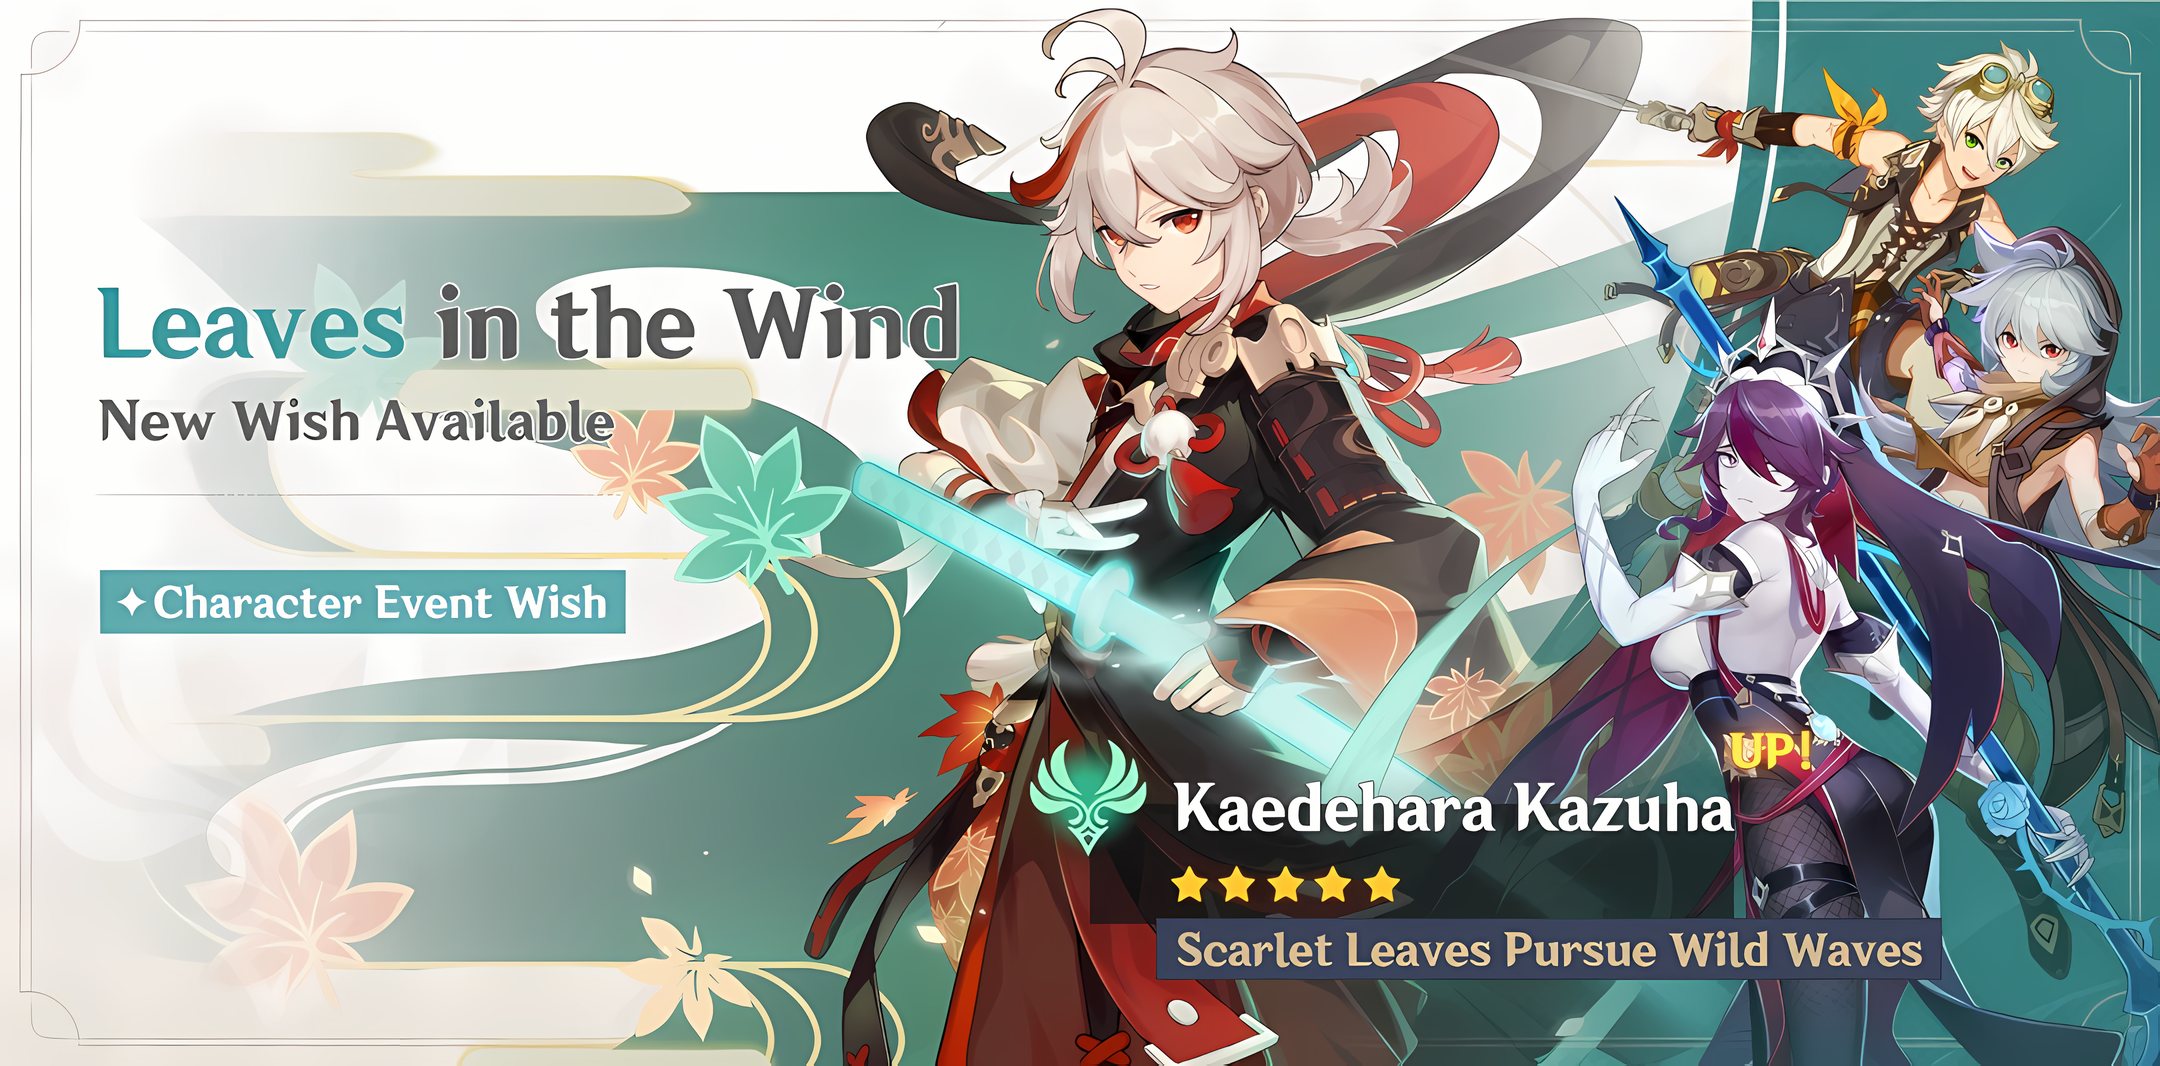 Leaves in the Wind
New Wish Available
✦Character Event Wish
UP!
Kaedehara Kazuha
Scarlet Leaves Pursue Wild Waves